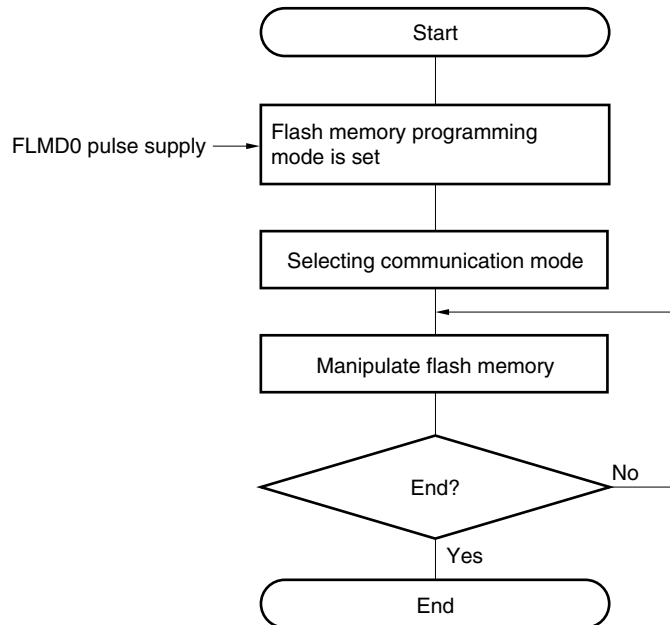 Start
FLMD0 pulse supply
Flash memory programming
mode is set
Selecting communication mode
Manipulate flash memory
End?
No
Yes
End